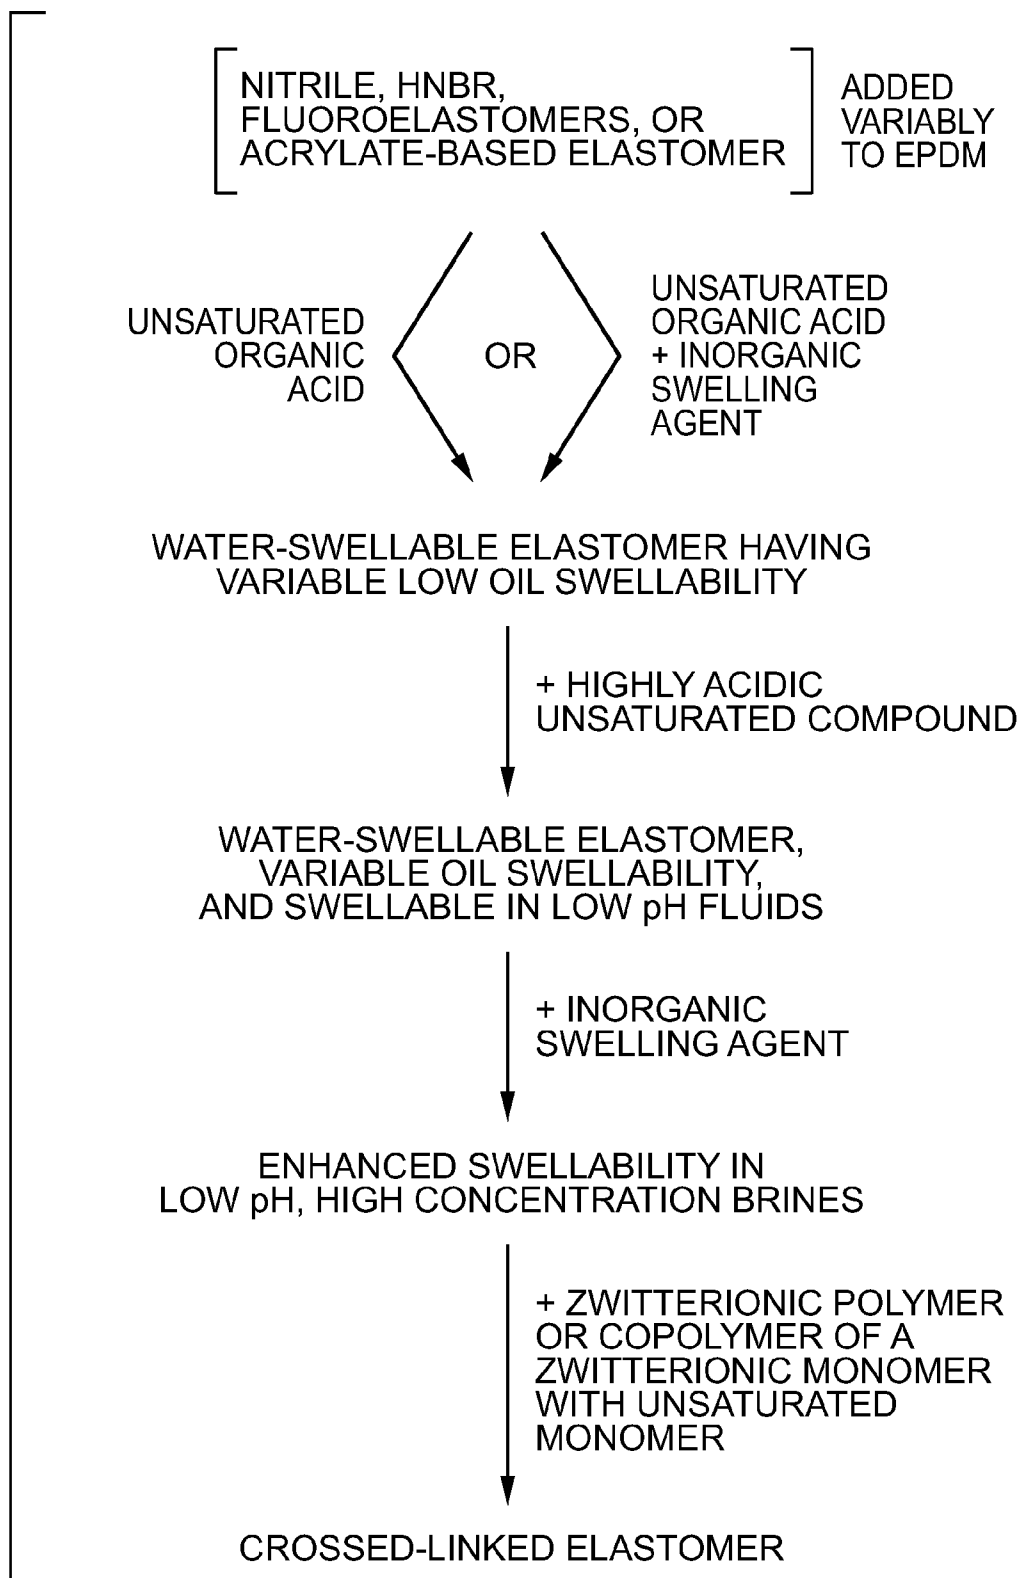 NITRILE, HNBR,
FLUOROELASTOMERS, OR
ACRYLATE-BASED ELASTOMER
ADDED
VARIABLY
TO EPDM
UNSATURATED
ORGANIC
ACID
OR
UNSATURATED
ORGANIC ACID
+ INORGANIC
SWELLING
AGENT
WATER-SWELLABLE ELASTOMER HAVING
VARIABLE LOW OIL SWELLABILITY
+ HIGHLY ACIDIC
UNSATURATED COMPOUND
WATER-SWELLABLE ELASTOMER,
VARIABLE OIL SWELLABILITY,
AND SWELLABLE IN LOW pH FLUIDS
+ INORGANIC
SWELLING AGENT
ENHANCED SWELLABILITY IN
LOW pH, HIGH CONCENTRATION BRINES
+ ZWITTERIONIC POLYMER
OR COPOLYMER OF A
ZWITTERIONIC MONOMER
WITH UNSATURATED
MONOMER
CROSSED-LINKED ELASTOMER